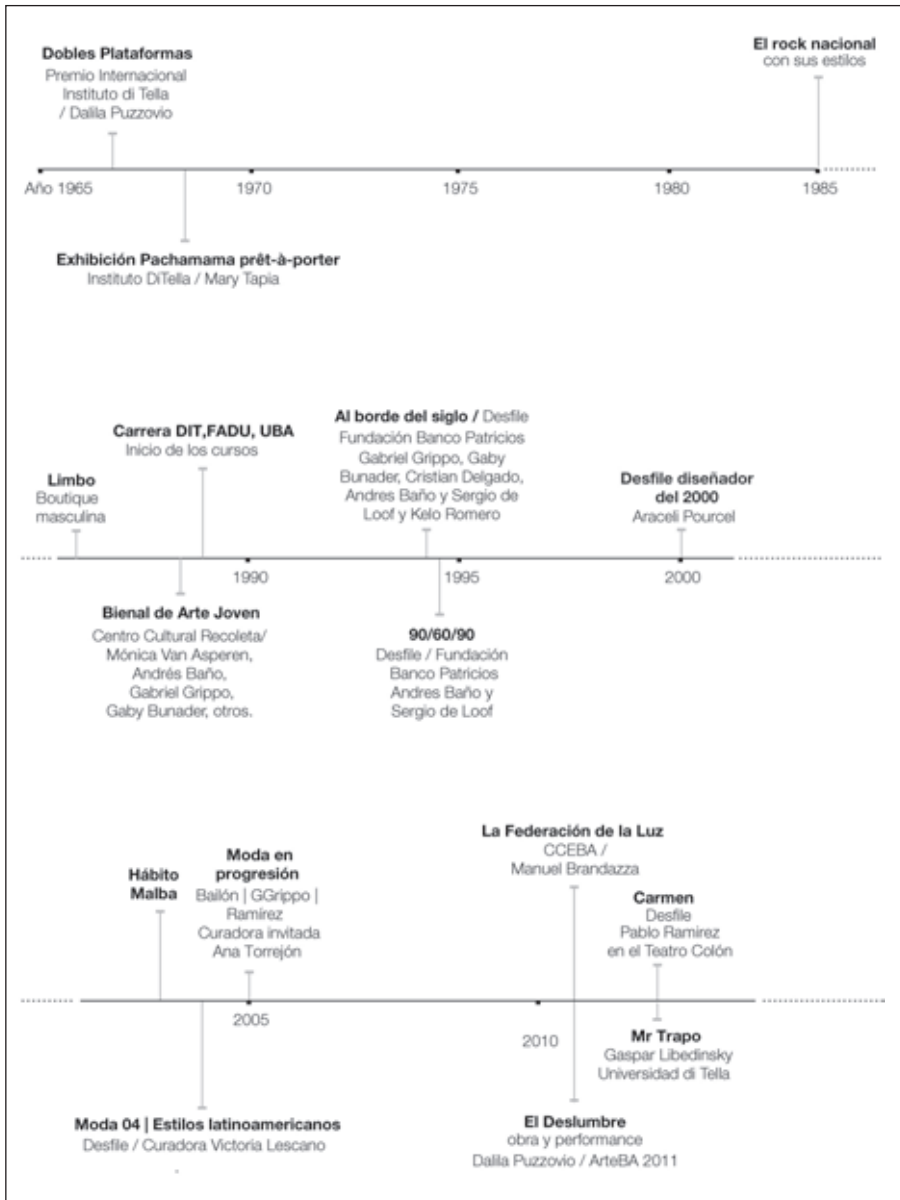 Dobles Plataformas
Premio Internacional
Instituto di Tella
/ Dalila Puzzovio
El rock nacional
con sus estilos
Año 1965
1970
1975
1980
1985
Exhibición Pachamama prêt-à-porter
Instituto DiTella / Mary Tapia
Limbo
Boutique
masculina
Carrera DIT,FADU, UBA
Inicio de los cursos
Al borde del siglo / Desfile
Fundación Banco Patricios
Gabriel Grippo, Gaby
Bunader, Cristian Delgado,
Andres Baño y Sergio de
Loof y Kelo Romero
Desfile diseñador
del 2000
Araceli Pourcel
1990
1995
2000
Bienal de Arte Joven
Centro Cultural Recoleta/
Mónica Van Asperen,
Andrés Baño,
Gabriel Grippo,
Gaby Bunader, otros.
90/60/90
Desfile / Fundación
Banco Patricios
Andres Baño y
Sergio de Loof
Hábito
Malba
Moda en
progresión
Bailón | GGrippo |
Ramírez
Curadora invitada
Ana Torrejón
La Federación de la Luz
CCEBA /
Manuel Brandazza
Carmen
Desfile
Pablo Ramirez
en el Teatro Colón
2005
2010
Mr Trapo
Gaspar Libedinsky
Universidad di Tella
Moda 04 | Estilos latinoamericanos
Desfile / Curadora Victoria Lescano
El Deslumbre
obra y performance
Dalila Puzzovio / ArteBA 2011